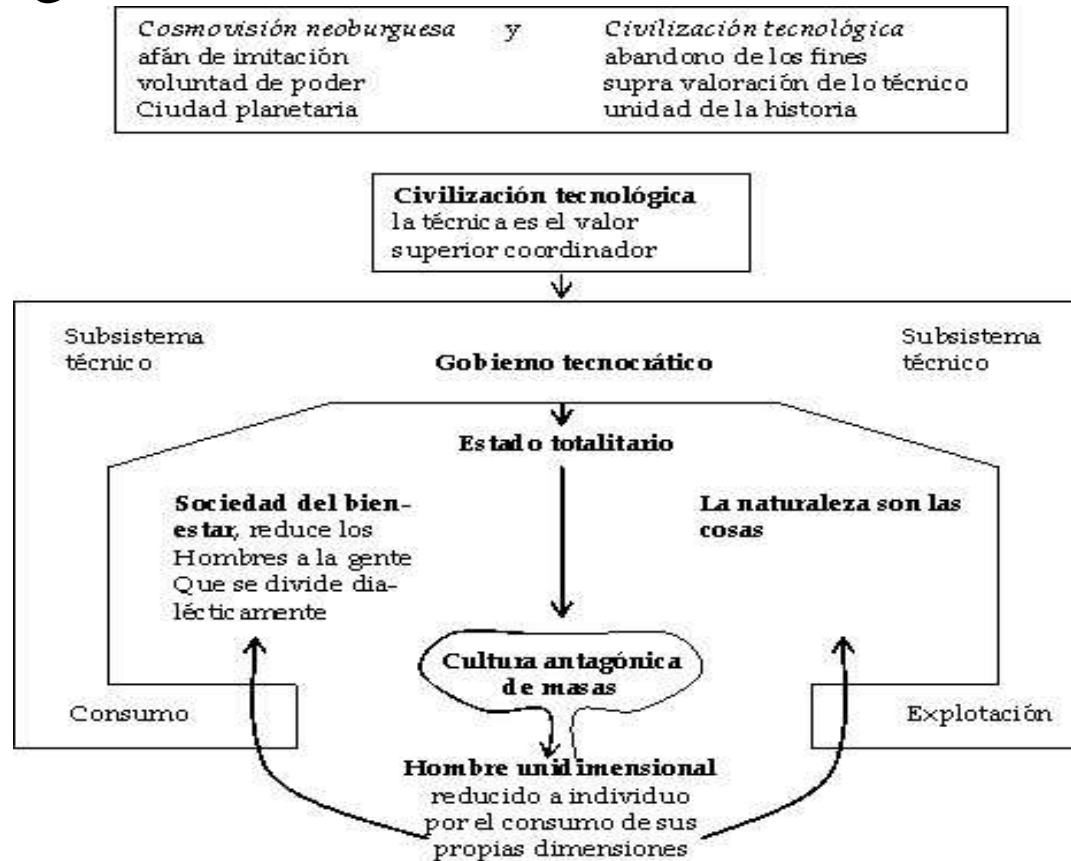 Cosmovisión neoburguesa y Civilización tecnológica
afán de imitación abandono de los fines
voluntad de poder supra valoración de lo técnico
Ciudad planetaria unidad de la historia
Civilización tecnológica
la técnica es el valor
superior coordinador
Subsistema
técnico
Gobierno tecnocrático
Subsistema
técnico
Estado totalitario
Sociedad del bien-
estar, reduce los
Hombres a la gente
Que se divide dia-
lécticamente
La naturaleza son las
cosas
Cultura antagónica
de masas
Consumo
Explotación
Hombre unidimensional
reducido a individuo
por el consumo de sus
propias dimensiones